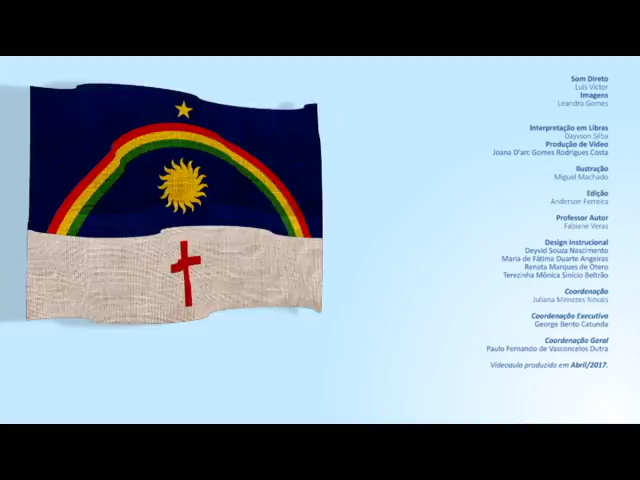 Som Direto
Luis Victor
Imagens
Leandro Gomes
Interpretação em Libras
Dayvson Silba
Produção de Vídeo
Joana D'arc Gomes Rodrigues Costa
Ilustração
Miguel Machado
Edição
Anderson Ferreira
Professor Autor
Fabiane Veras
Design Instrucional
Deyvid Souza Nascimento
Maria de Fátima Duarte Angeiras
Renata Marques de Otero
Terezinha Mônica Sinício Beltrão
Coordenação
Juliana Menezes Novais
Coordenação Executiva
George Bento Catunda
Coordenação Geral
Paulo Fernando de Vasconcelos Dutra
Videoaula produzida em Abril/2017.